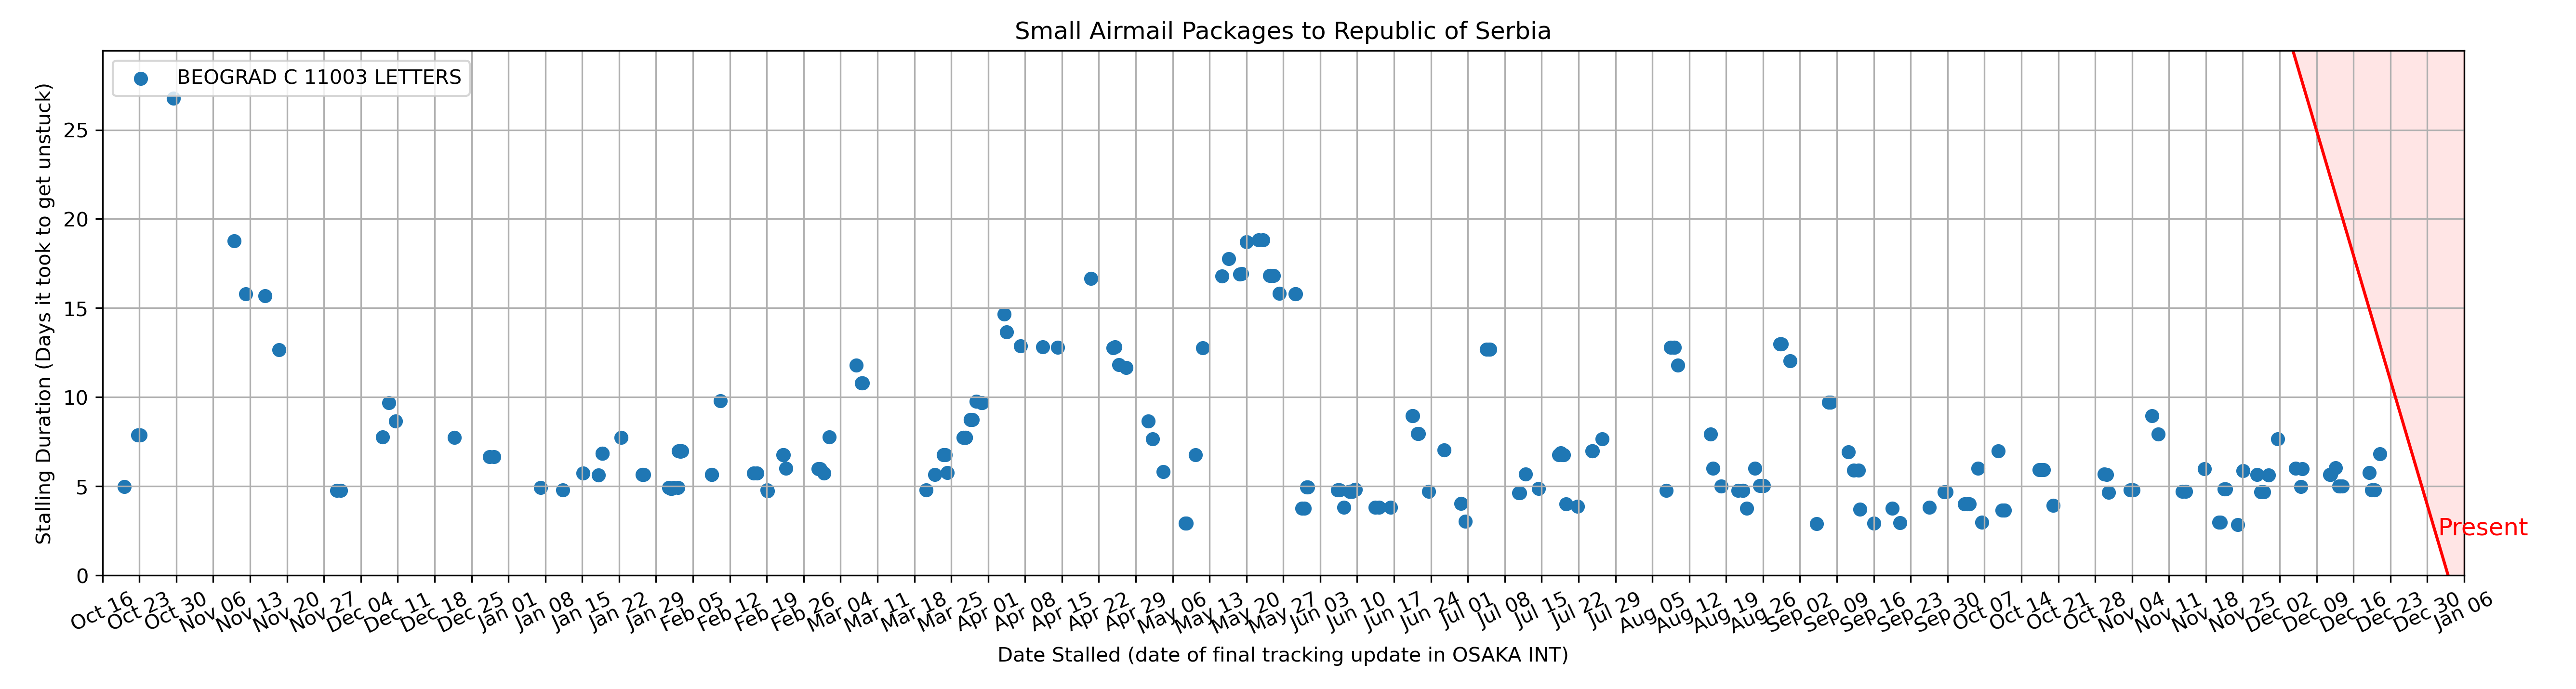 Small Airmail Packages to Republic of Serbia
BEOGRAD C 11003 LETTERS
Stalling Duration (Days it took to get unstuck)
25
20
15
10
5
0
Present
Oct 16
Oct 23
Oct 30
Nov 06
Nov 13
Nov 20
Nov 27
Dec 04
Dec 11
Dec 18
Dec 25
Jan 01
Jan 08
Jan 15
Jan 22
Jan 29
Feb 05
Feb 12
Feb 19
Feb 26
Mar 04
Mar 11
Mar 18
Mar 25
Apr 01
Apr 08
Apr 15
Apr 22
Apr 29
May 06
May 13
May 20
May 27
Jun 03
Jun 10
Jun 17
Jun 24
Jul 01
Jul 08
Jul 15
Jul 22
Jul 29
Aug 05
Aug 12
Aug 19
Aug 26
Sep 02
Sep 09
Sep 16
Sep 23
Sep 30
Oct 07
Oct 14
Oct 21
Oct 28
Nov 04
Nov 11
Nov 18
Nov 25
Dec 02
Dec 09
Dec 16
Dec 23
Dec 30
Jan 06
Date Stalled (date of final tracking update in OSAKA INT)